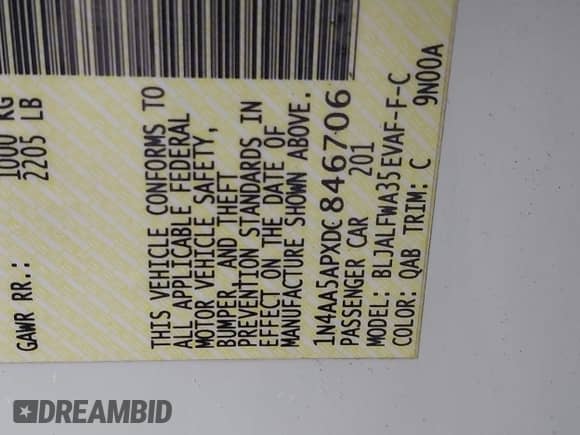 1000 KG
2205 LB
GAWR RR.:
THIS VEHICLE CONFORMS TO
ALL APPLICABLE FEDERAL
MOTOR VEHICLE SAFETY,
BUMPER, AND THEFT
PREVENTION STANDARDS IN
EFFECT ON THE DATE OF
MANUFACTURE SHOWN ABOVE.
1N4AA5APXDC846706
PASSENGER CAR 201
MODEL: BLJALFWA35EVAF-F-C
COLOR: QAB TRIM: C 9N00A
DREAMBID